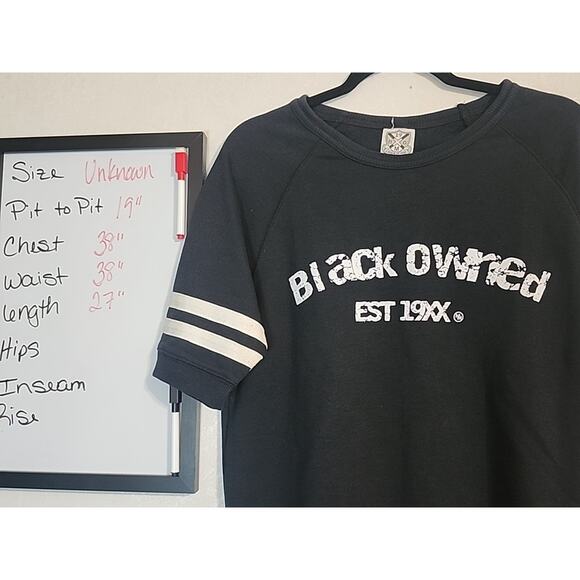 Size Unknown
Pit to Pit 19"
Chest 38"
Waist 38"
Length 27"
Hips
Inseam
Rise
Black Owned
EST 19XX